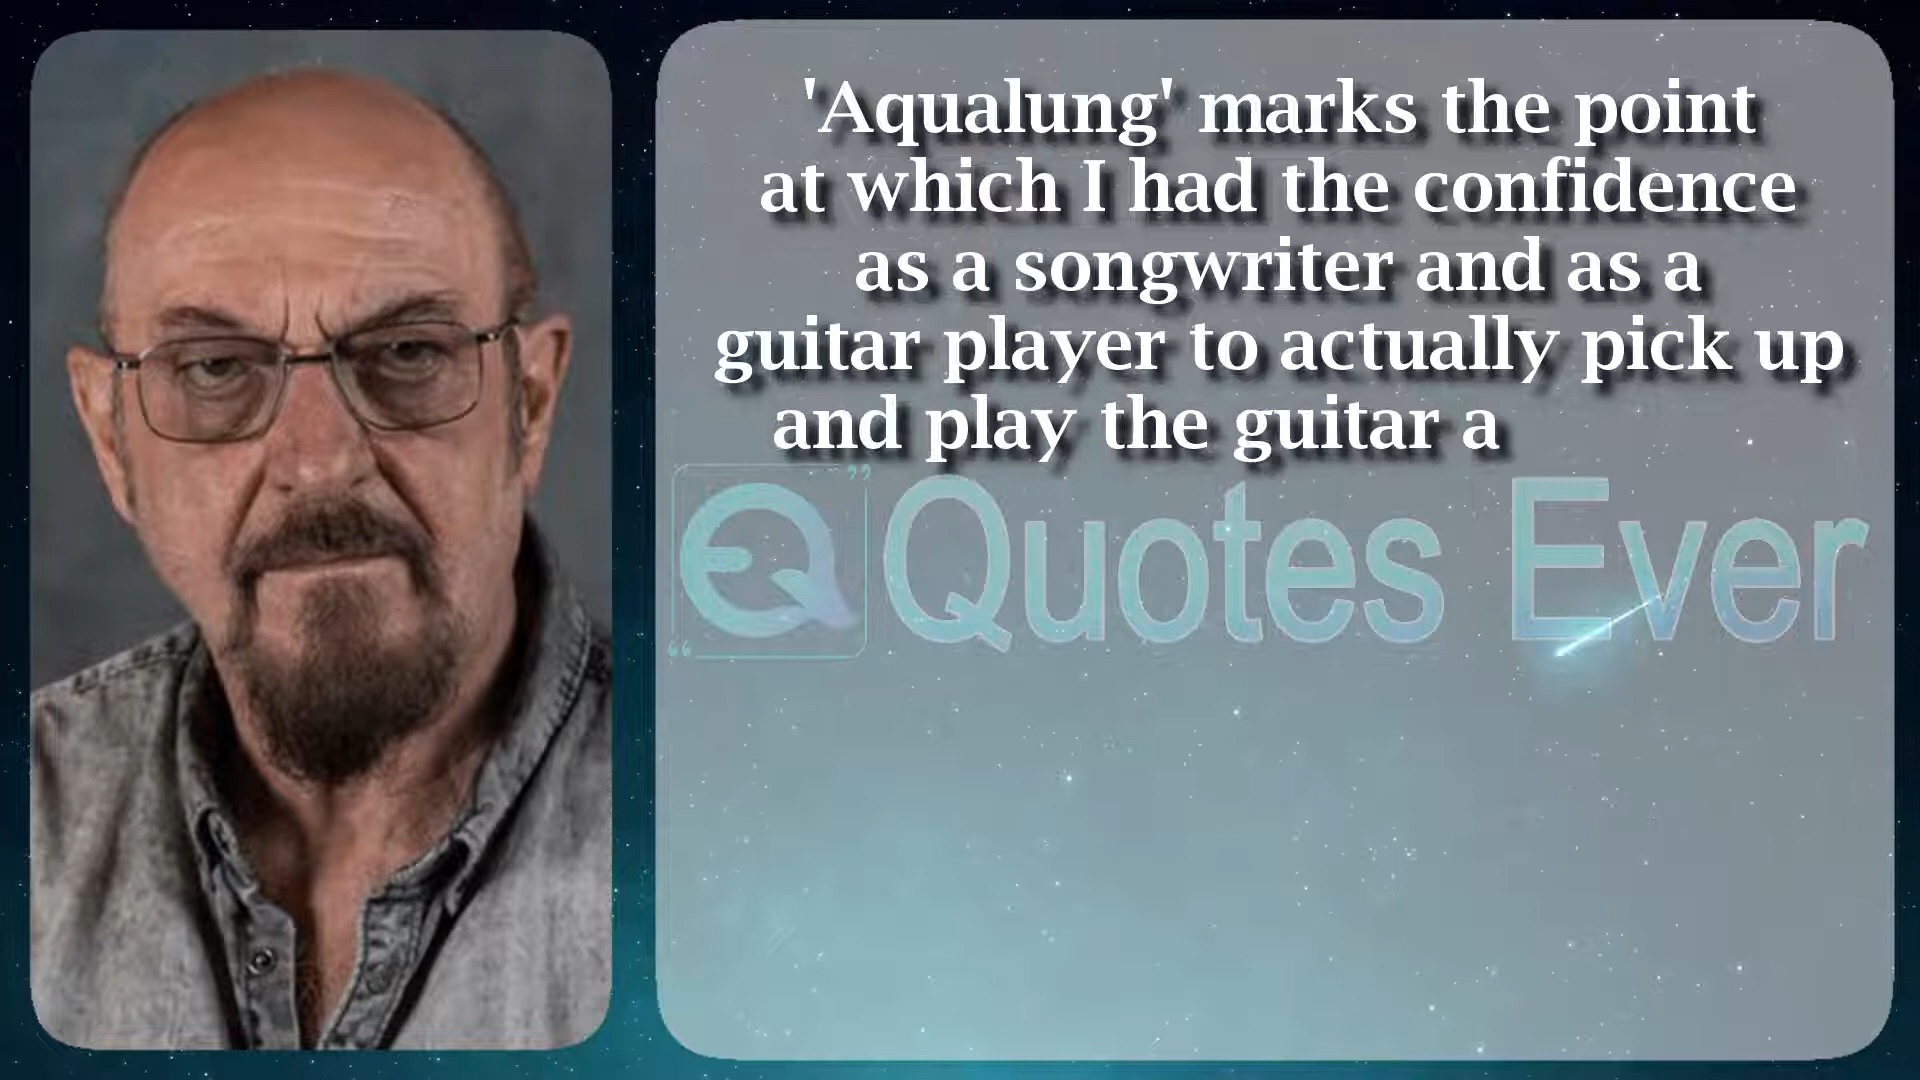 'Aqualung' marks the point
at which I had the confidence
as a songwriter and as a
guitar player to actually pick up
and play the guitar a
EQ Quotes Ever